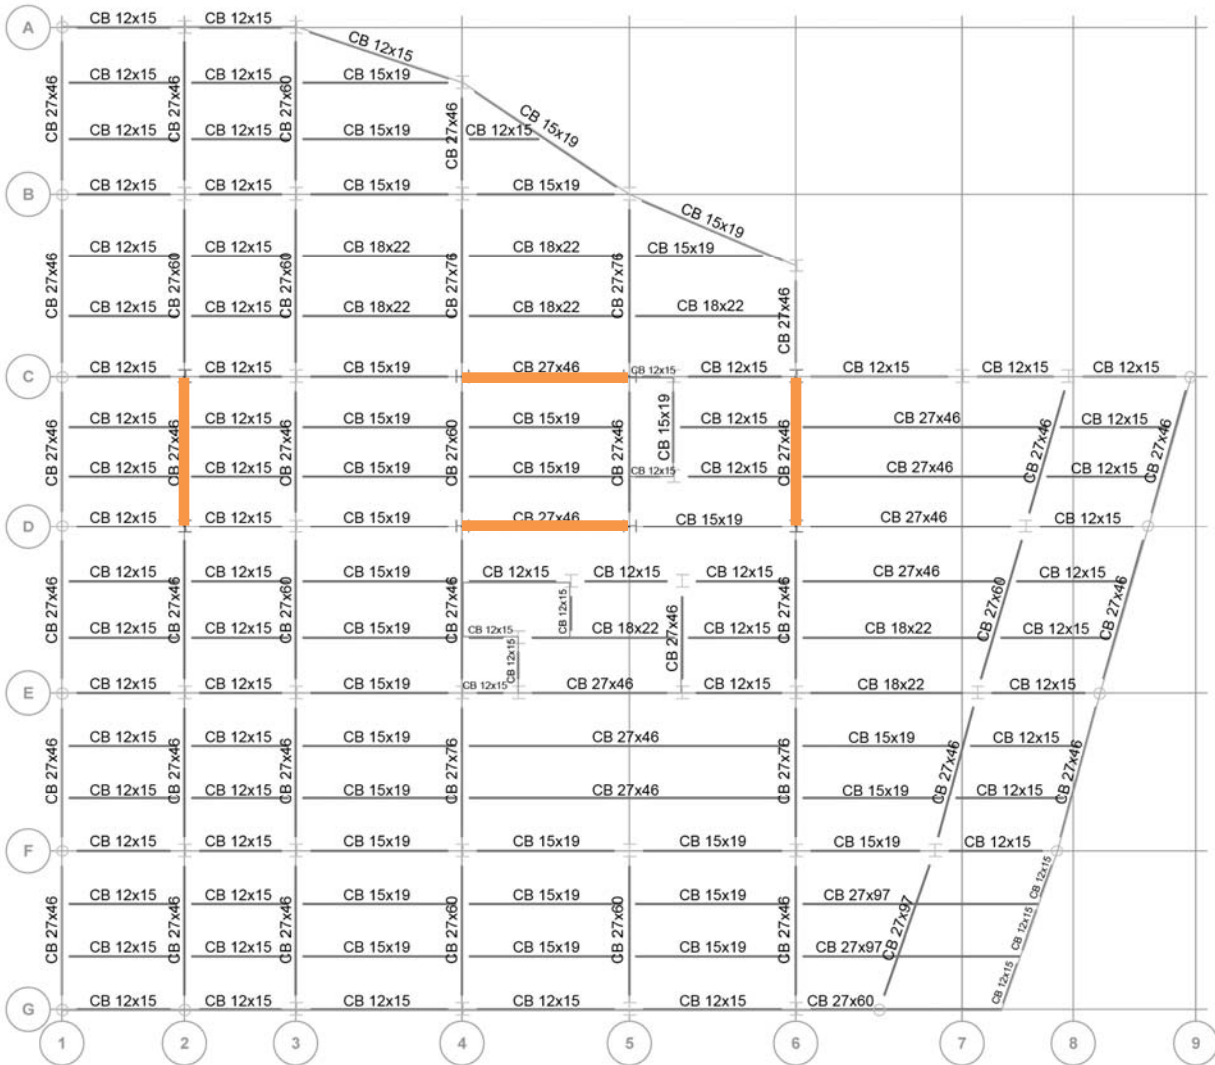 A CB 12x15 CB 12x15 CB 12x15
CB 12x15 CB 12x15 CB 15x19
CB 27x46 CB 27x46 CB 27x60 CB 27x46 CB 15x19
CB 12x15 CB 12x15 CB 15x19 CB 12x15
B CB 12x15 CB 12x15 CB 15x19 CB 15x19 CB 15x19
CB 12x15 CB 12x15 CB 18x22 CB 18x22 CB 15x19
CB 27x46 CB 27x60 CB 27x60 CB 27x76 CB 27x76 CB 27x46
CB 12x15 CB 12x15 CB 18x22 CB 18x22 CB 18x22
C CB 12x15 CB 12x15 CB 15x19 CB 27x46 CB 12x15 CB 12x15 CB 12x15 CB 12x15 CB 12x15
CB 12x15 CB 12x15 CB 15x19 CB 15x19 CB 15x19 CB 12x15 CB 27x46 CB 12x15
CB 27x46 CB 27x46 CB 27x46 CB 27x60 CB 27x46 CB 27x46 CB 27x46 CB 27x46
CB 12x15 CB 12x15 CB 15x19 CB 15x19 CB 12x15 CB 12x15 CB 27x46 CB 12x15
D CB 12x15 CB 12x15 CB 15x19 CB 27x46 CB 15x19 CB 27x46 CB 12x15
CB 12x15 CB 12x15 CB 15x19 CB 12x15 CB 12x15 CB 12x15 CB 27x46 CB 12x15
CB 27x46 CB 27x46 CB 27x60 CB 27x46 CB 12x15 CB 27x46 CB 27x46 CB 27x60 CB 27x46
CB 12x15 CB 12x15 CB 15x19 CB 12x15 CB 18x22 CB 12x15 CB 18x22 CB 12x15
CB 12x15
E CB 12x15 CB 12x15 CB 15x19 CB 12x15 CB 27x46 CB 12x15 CB 18x22 CB 12x15
CB 12x15 CB 12x15 CB 15x19 CB 27x46 CB 15x19 CB 12x15
CB 27x46 CB 27x46 CB 27x46 CB 27x76 CB 27x76 CB 27x46 CB 27x46
CB 12x15 CB 12x15 CB 15x19 CB 27x46 CB 15x19 CB 12x15
F CB 12x15 CB 12x15 CB 15x19 CB 15x19 CB 15x19 CB 15x19 CB 12x15
CB 12x15 CB 12x15 CB 15x19 CB 15x19 CB 15x19 CB 27x97 CB 12x15
CB 27x46 CB 27x46 CB 27x46 CB 27x60 CB 27x60 CB 27x46 CB 27x97 CB 12x15
CB 12x15 CB 12x15 CB 15x19 CB 15x19 CB 15x19 CB 27x97 CB 12x15
G CB 12x15 CB 12x15 CB 12x15 CB 12x15 CB 12x15 CB 27x60
1 2 3 4 5 6 7 8 9